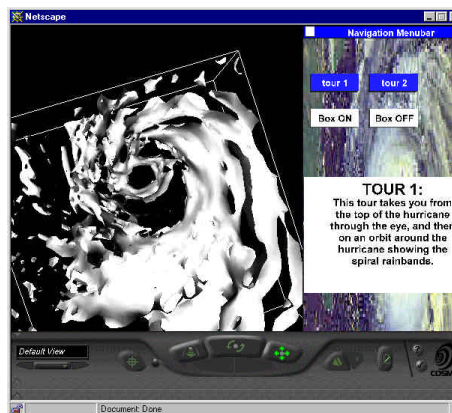 Netscape
Navigation Menubar
tour 1
tour 2
Box ON
Box OFF
TOUR 1:
This tour takes you from
the top of the hurricane
through the eye, and then
on an orbit around the
hurricane showing the
spiral rainbands.
Default View
Document: Done